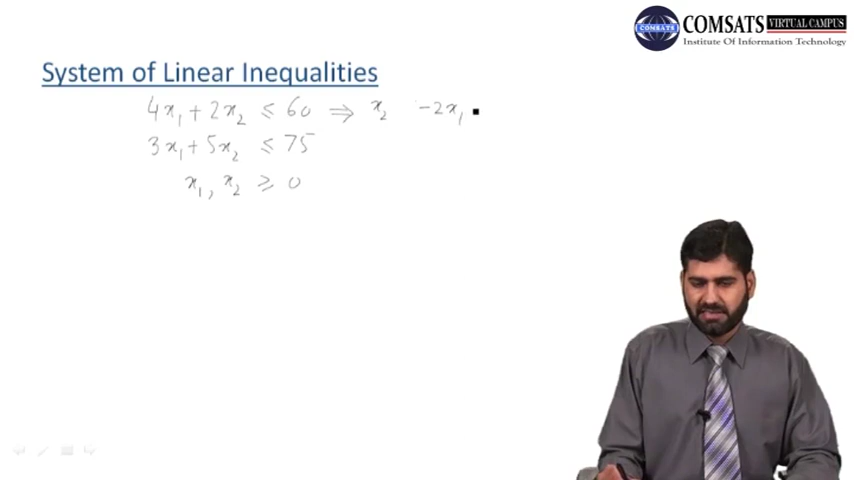 COMSATS VIRTUAL CAMPUS
COMSATS
Institute Of Information Technology
System of Linear Inequalities
4x₁ + 2x₂ ≤ 60 ⇒ x₂ -2x₁
3x₁ + 5x₂ ≤ 75
x₁, x₂ ≥ 0